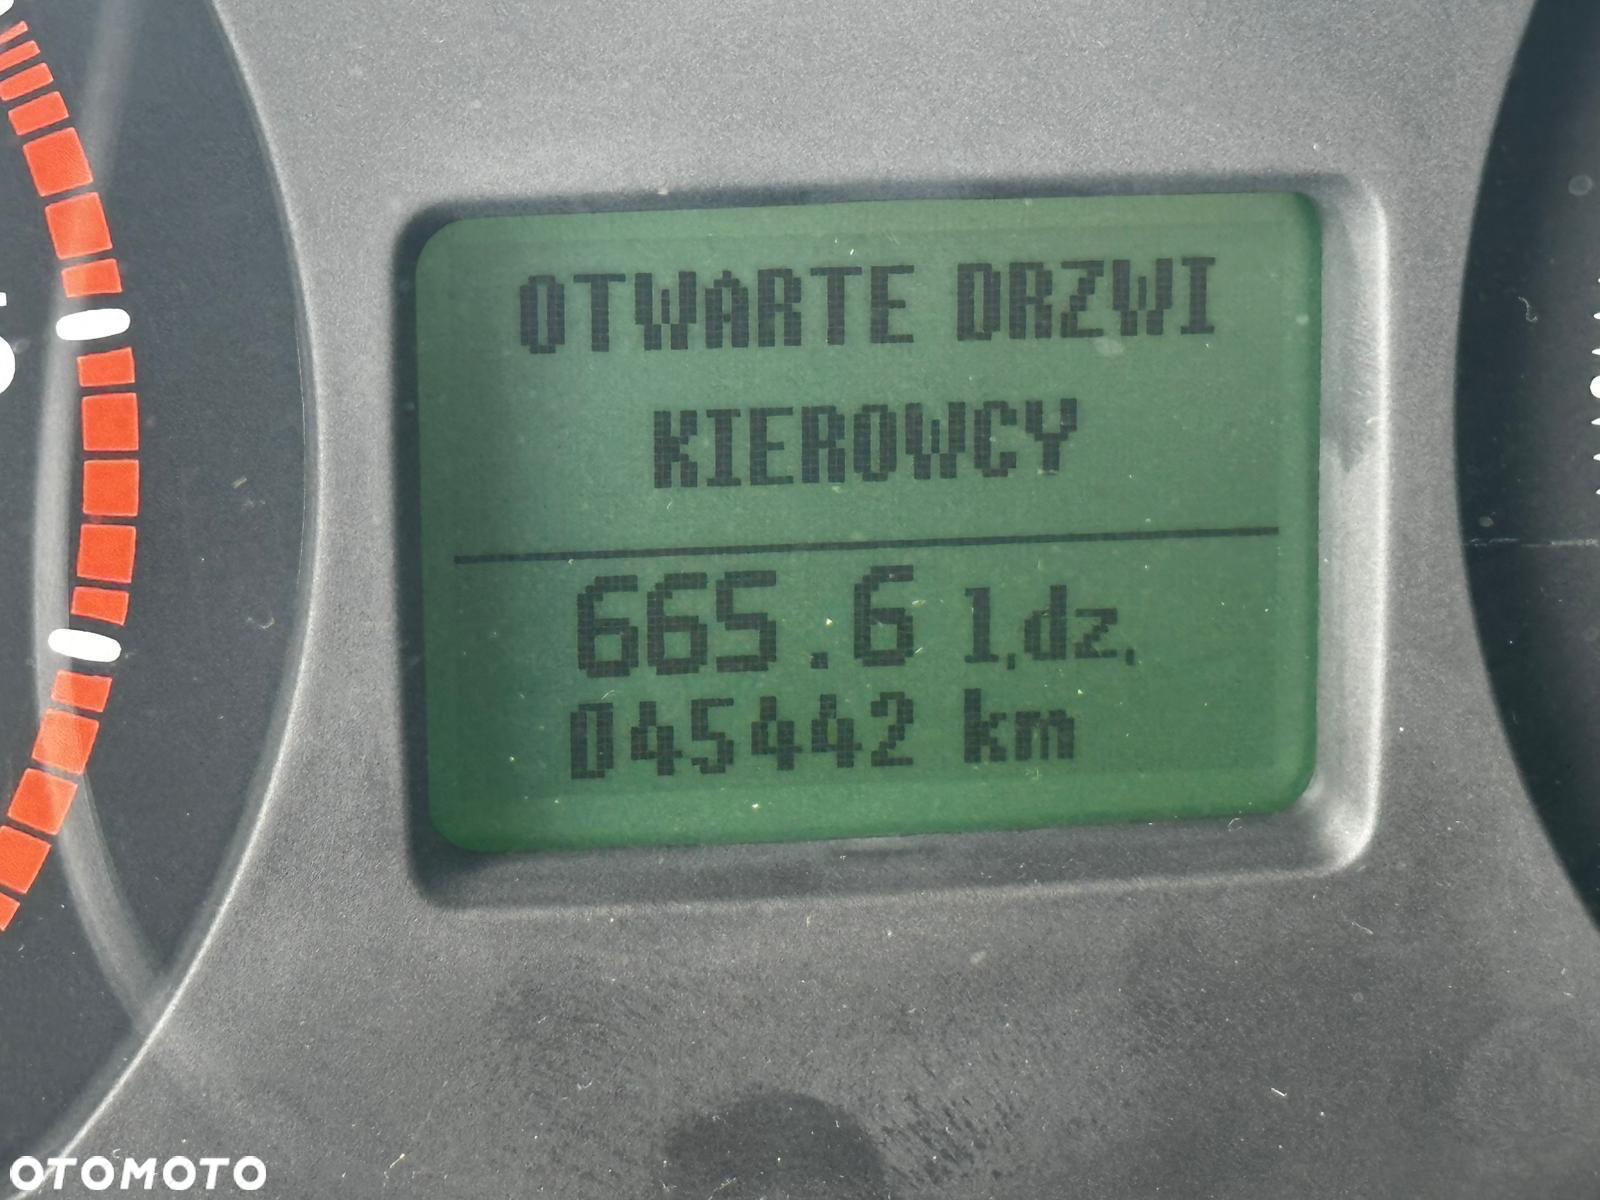 OTWARTE DRZWI
KIEROWCY
665.6 l.dz.
045442 km
OTOMOTO